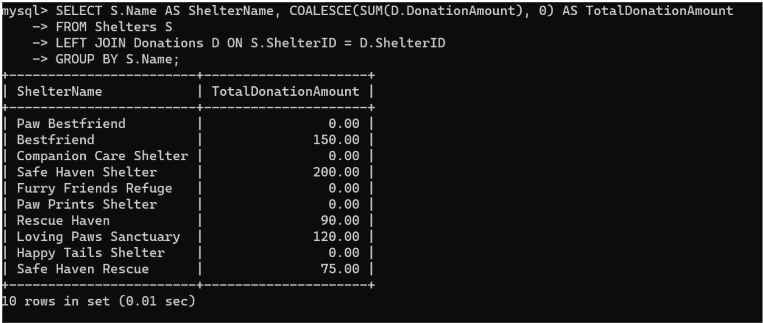 mysql> SELECT S.Name AS ShelterName, COALESCE(SUM(D.DonationAmount), 0) AS TotalDonationAmount
    -> FROM Shelters S
    -> LEFT JOIN Donations D ON S.ShelterID = D.ShelterID
    -> GROUP BY S.Name;
+------------------------+---------------------+
| ShelterName            | TotalDonationAmount |
+------------------------+---------------------+
| Paw Bestfriend         |                0.00 |
| Bestfriend             |              150.00 |
| Companion Care Shelter |                0.00 |
| Safe Haven Shelter     |              200.00 |
| Furry Friends Refuge   |                0.00 |
| Paw Prints Shelter     |                0.00 |
| Rescue Haven           |               90.00 |
| Loving Paws Sanctuary  |              120.00 |
| Happy Tails Shelter    |                0.00 |
| Safe Haven Rescue      |               75.00 |
+------------------------+---------------------+
10 rows in set (0.01 sec)